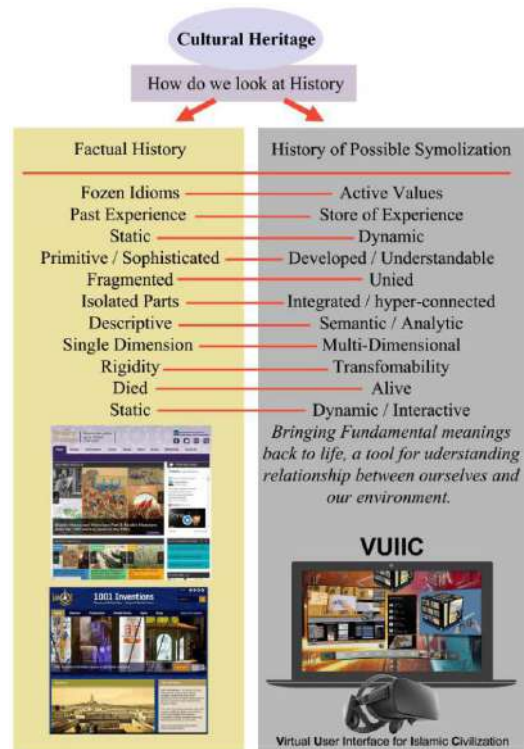 Cultural Heritage
How do we look at History
Factual History
History of Possible Symolization
Fozen Idioms
Active Values
Past Experience
Store of Experience
Static
Dynamic
Primitive / Sophisticated
Developed / Understandable
Fragmented
Unied
Isolated Parts
Integrated / hyper-connected
Descriptive
Semantic / Analytic
Single Dimension
Multi-Dimensional
Rigidity
Transfomability
Died
Alive
Static
Dynamic / Interactive
Bringing Fundamental meanings
back to life, a tool for uderstanding
relationship between ourselves and
our environment.
1001 Inventions
VUIIC
Virtual User Interface for Islamic Civilization